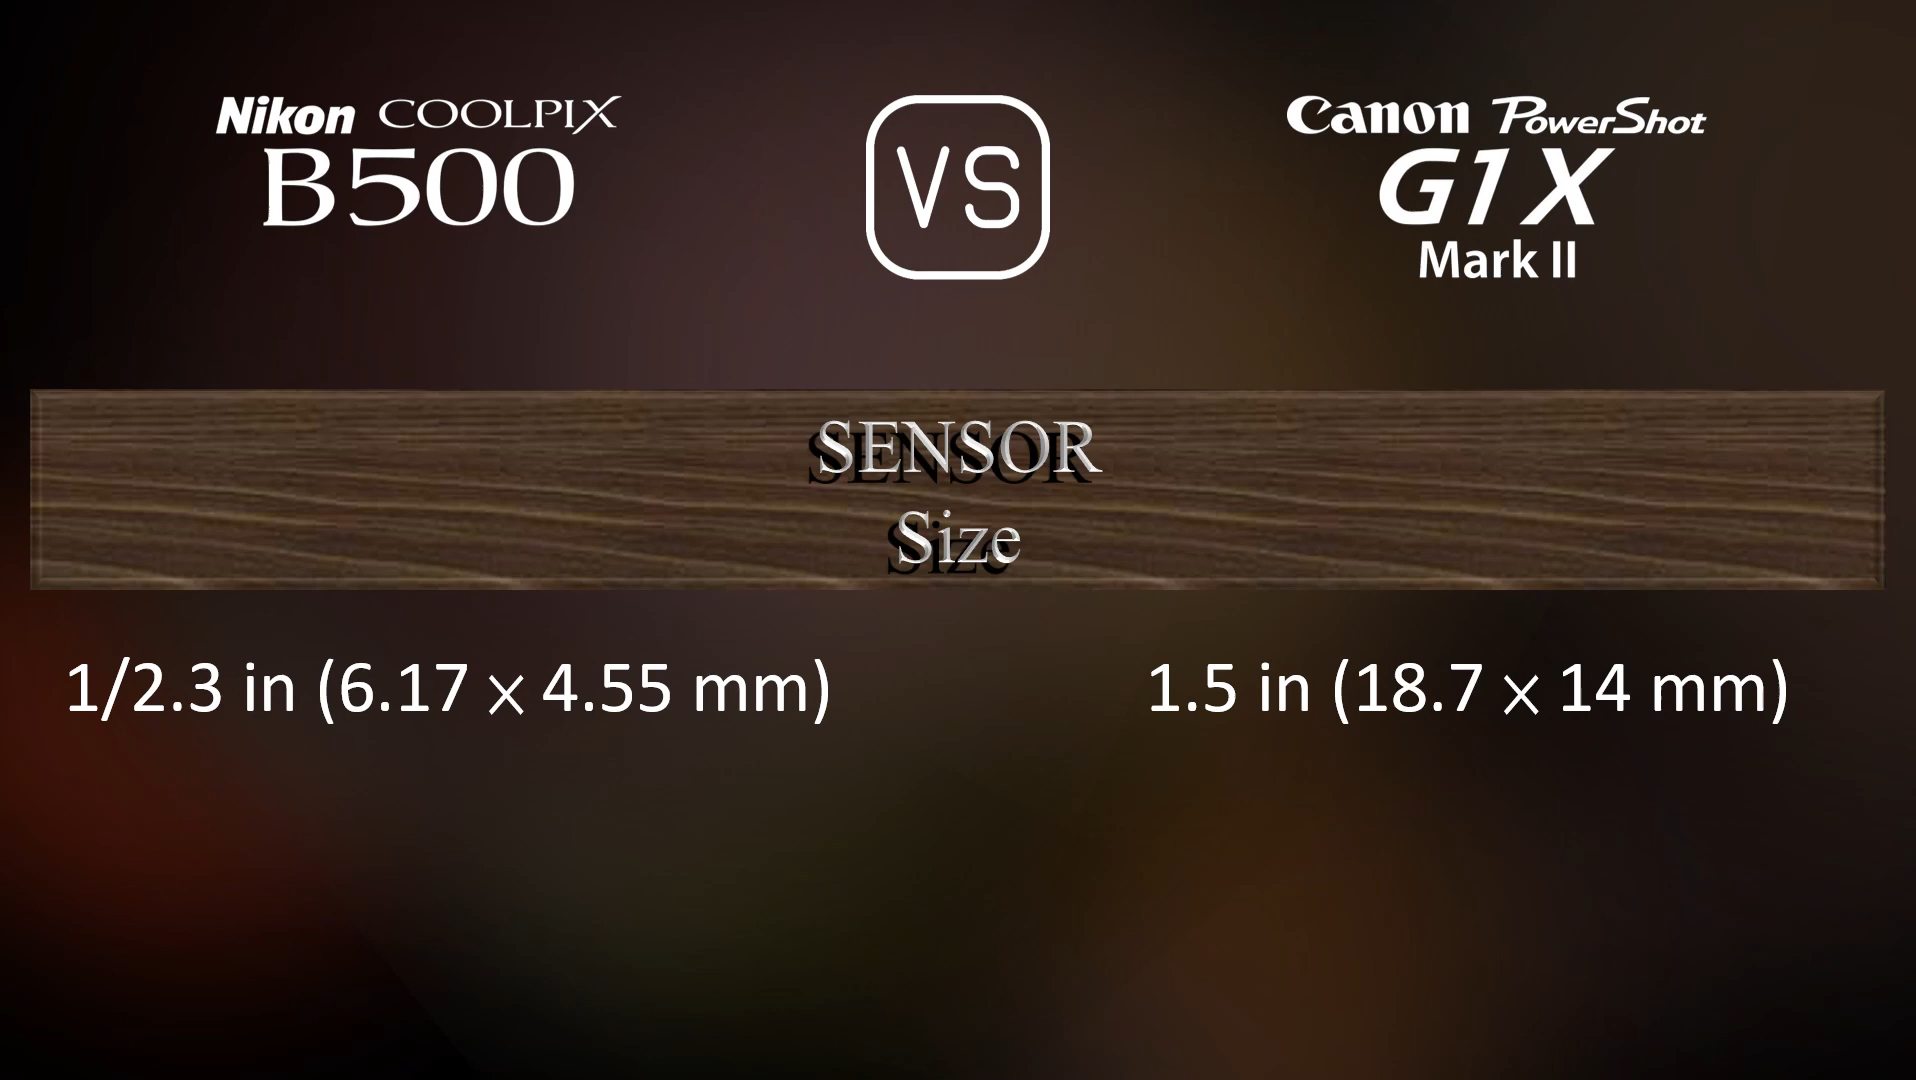 Nikon COOLPIX
B500
VS
Canon PowerShot
G1 X
Mark II
SENSOR
Size
1/2.3 in (6.17 x 4.55 mm)
1.5 in (18.7 x 14 mm)